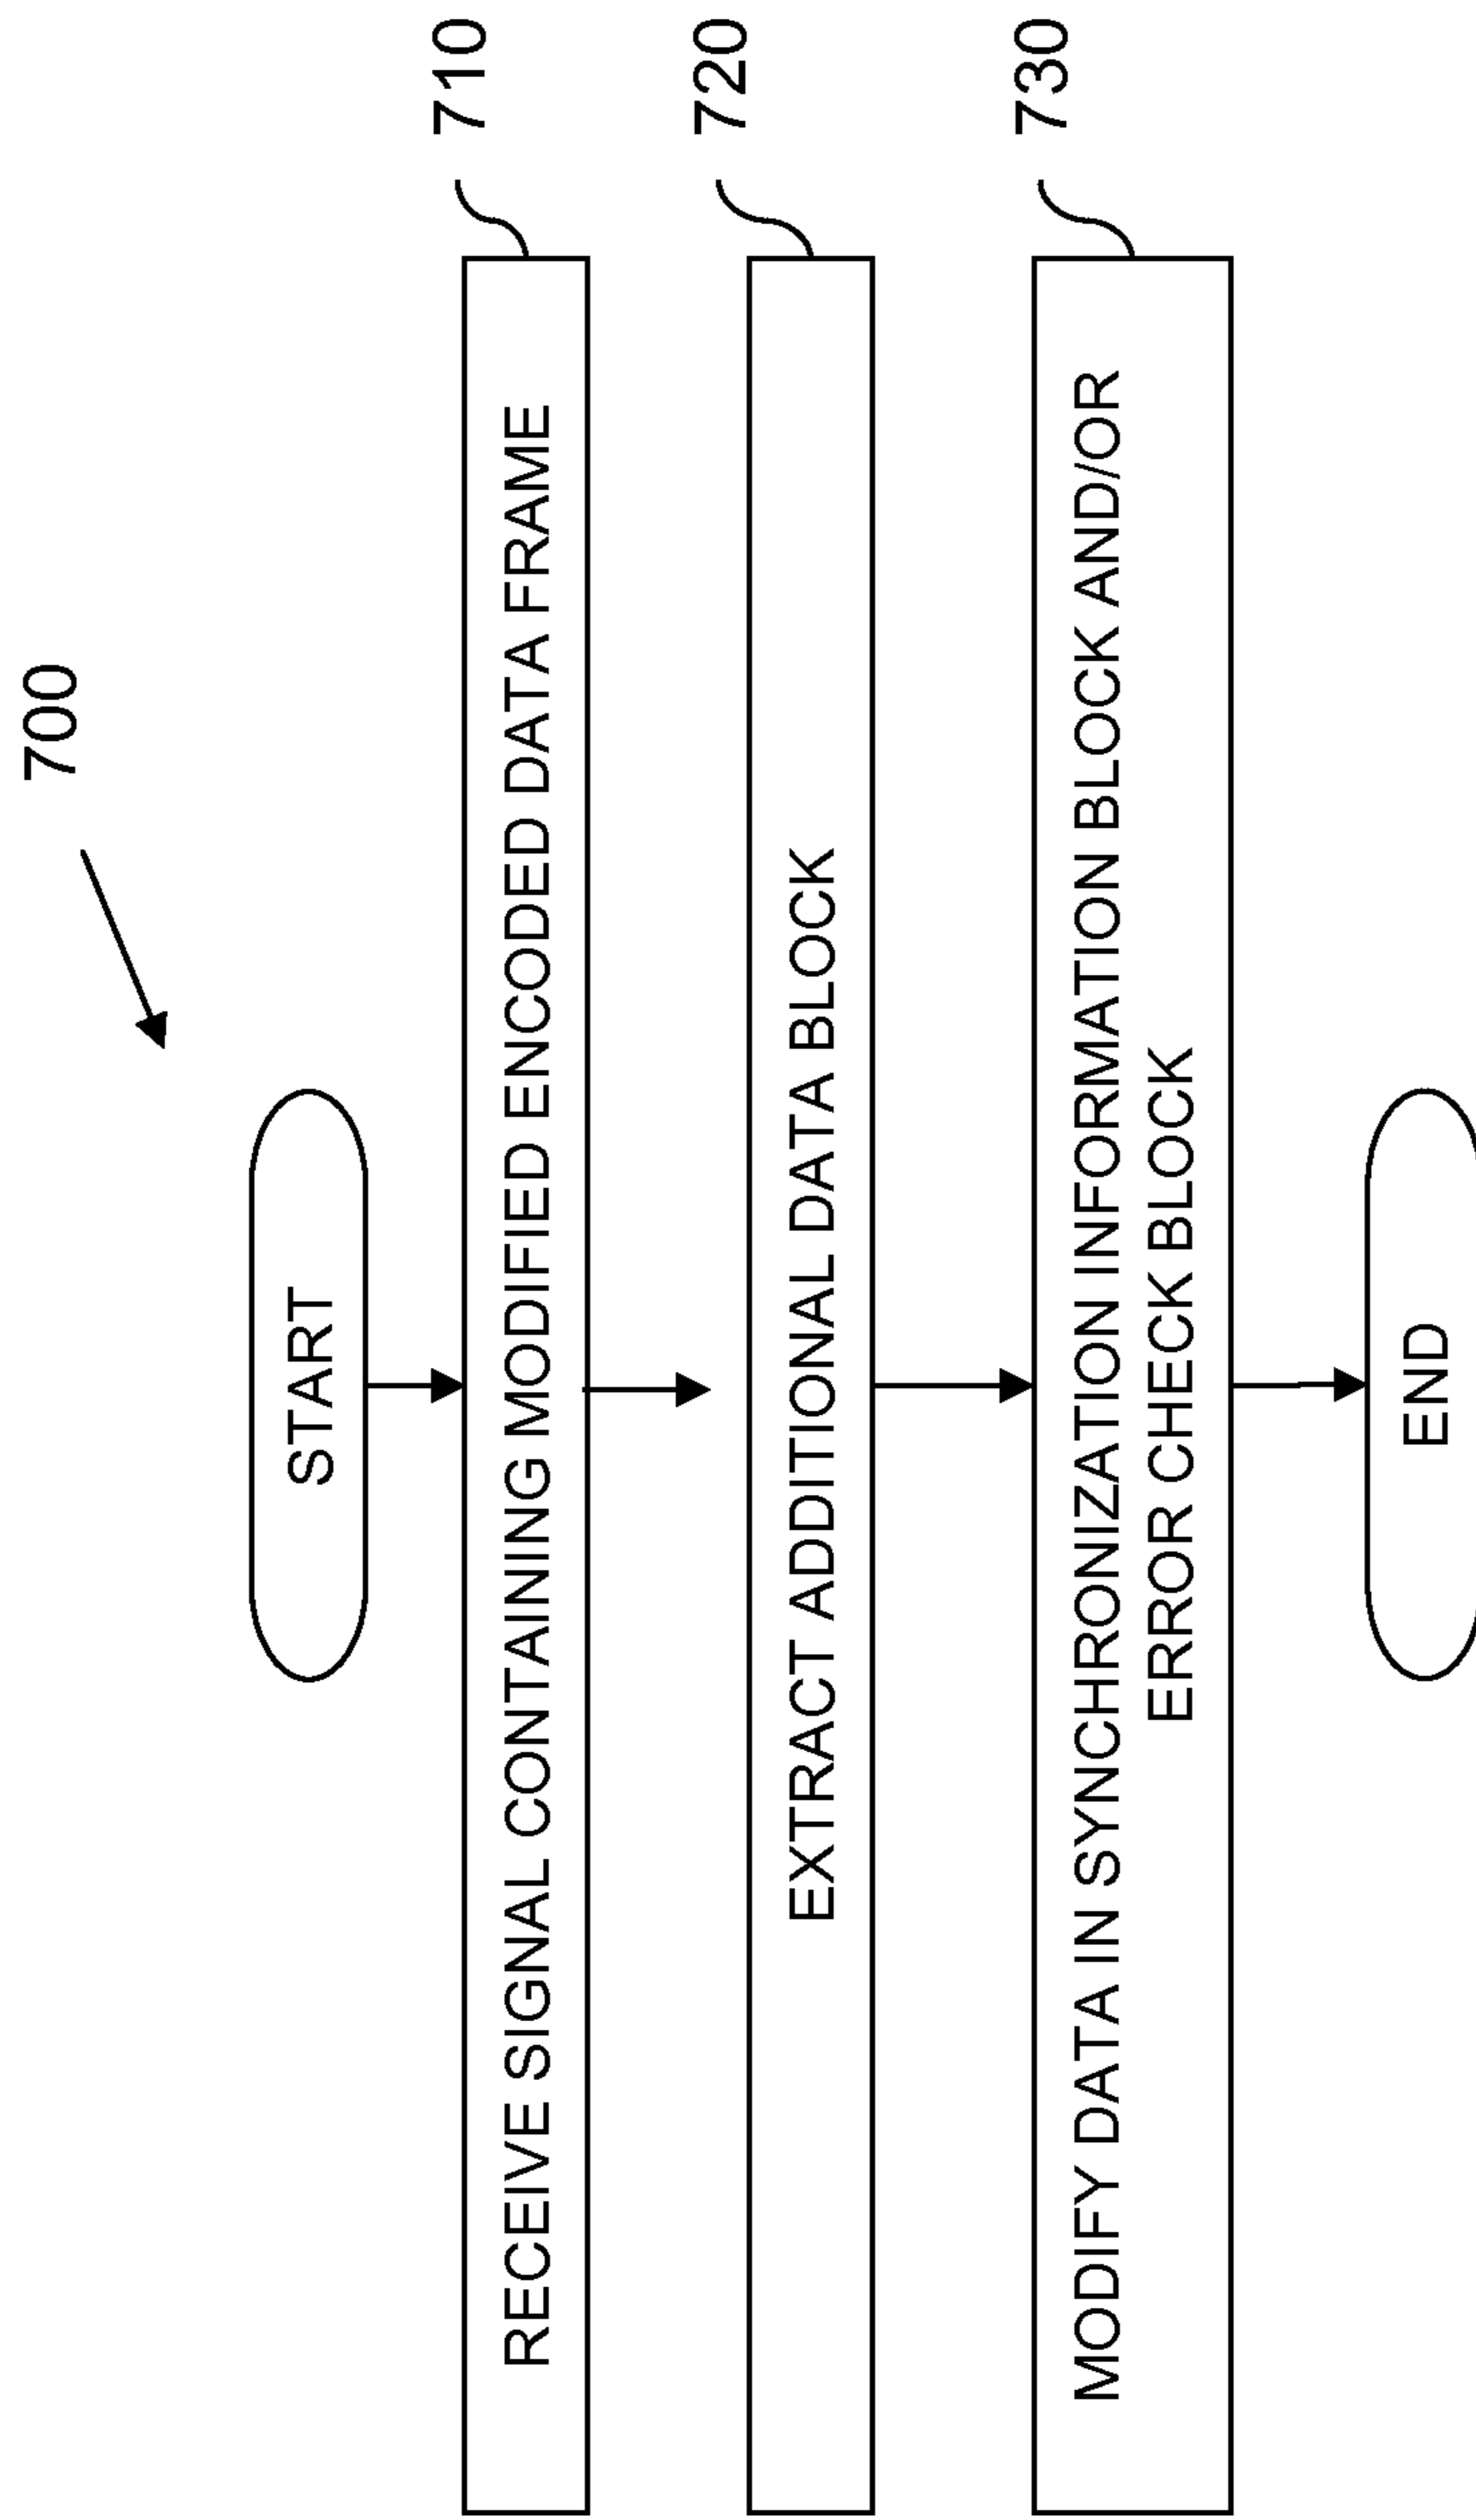 700
START
RECEIVE SIGNAL CONTAINING MODIFIED ENCODED DATA FRAME
710
EXTRACT ADDITIONAL DATA BLOCK
720
MODIFY DATA IN SYNCHRONIZATION INFORMATION BLOCK AND/OR
ERROR CHECK BLOCK
730
END